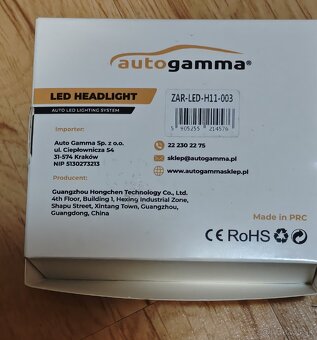 autogamma®
LED HEADLIGHT
AUTO LED LIGHTING SYSTEM
ZAR-LED-H11-003
5 905255 214576
Importer:
Auto Gamma Sp. z o.o.
ul. Ciepłownicza 54
31-574 Kraków
NIP 5130273213
22 230 22 75
sklep@autogamma.pl
www.autogammasklep.pl
Producent:
Guangzhou Hongchen Technology Co., Ltd.
4th Floor, Building 1, Hexing Industrial Zone,
Shapu Street, Xintang Town, Guangzhou,
Guangdong, China
Made in PRC
CE RoHS